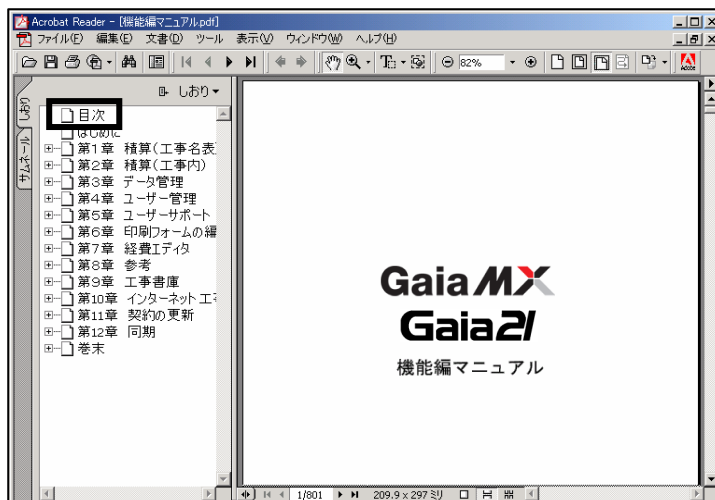 Acrobat Reader - [機能編マニュアル.pdf]
ファイル(F) 編集(E) 文書(D) ツール 表示(V) ウィンドウ(W) ヘルプ(H)
82%
しおり
しおり
サムネール
目次
はじめに
第1章 積算(工事名表
第2章 積算(工事内)
第3章 データ管理
第4章 ユーザー管理
第5章 ユーザーサポート
第6章 印刷フォームの編
第7章 経費エディタ
第8章 参考
第9章 工事書庫
第10章 インターネット工
第11章 契約の更新
第12章 同期
巻末
Gaia MX
Gaia21
機能編マニュアル
1/801 209.9 x 297 ミリ